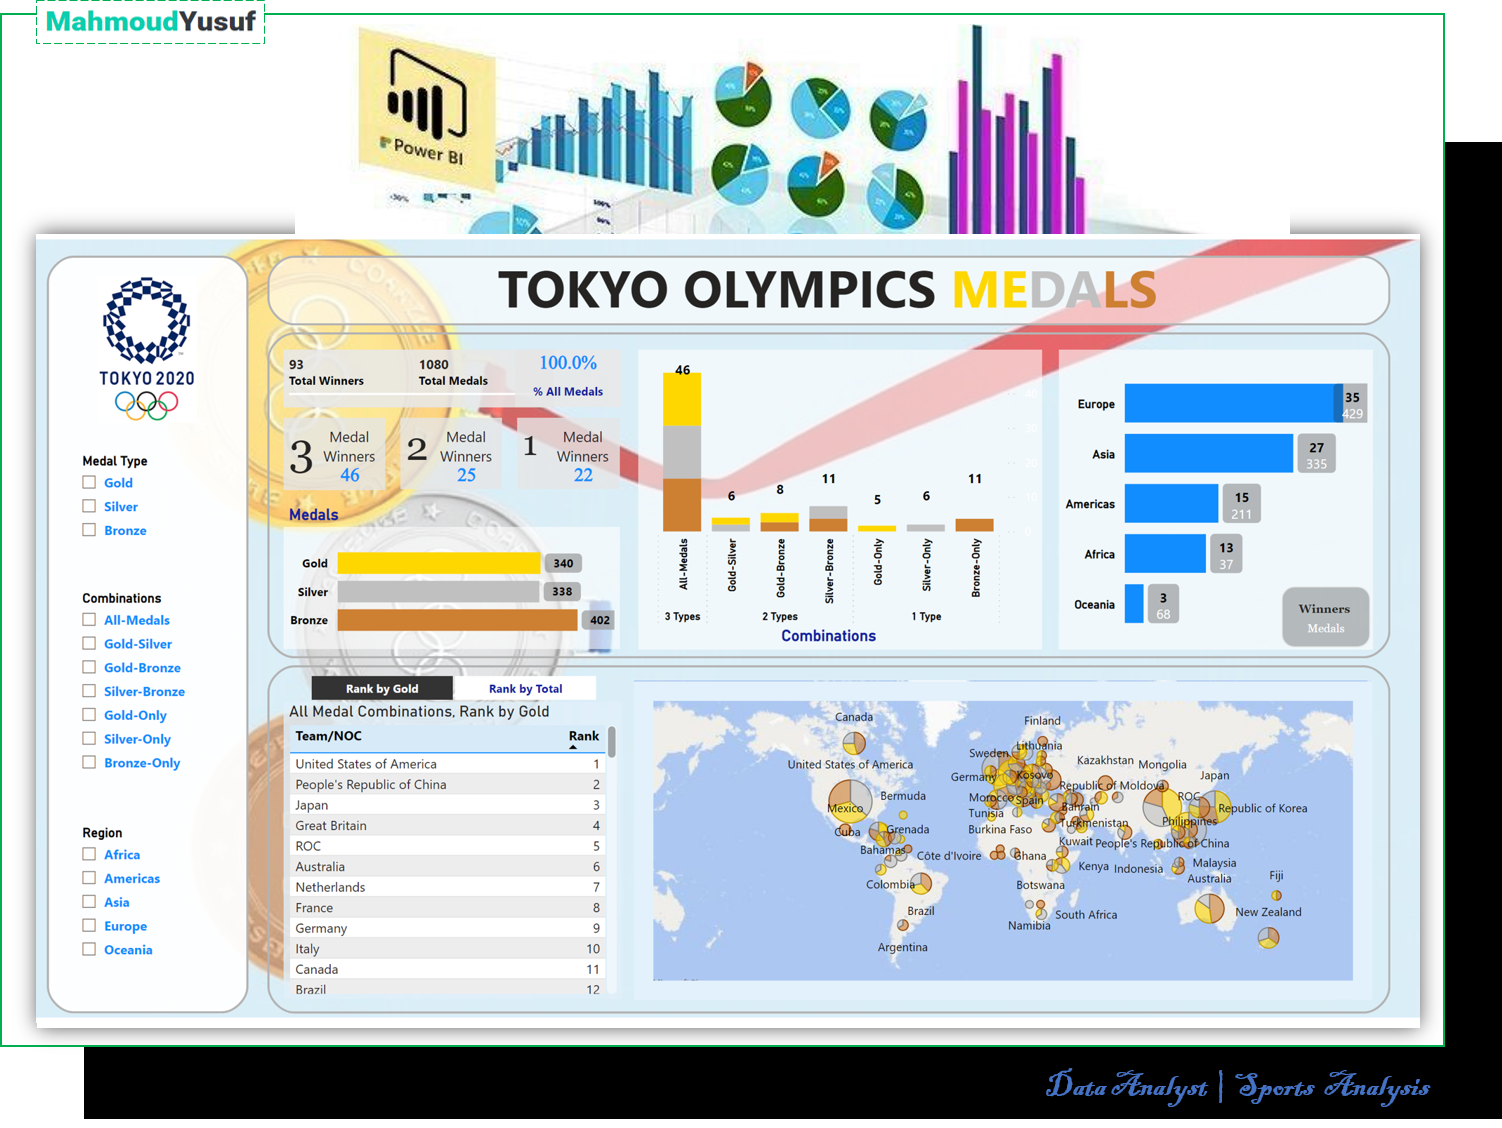 MahmoudYusuf
Power BI
TOKYO OLYMPICS MEDALS
TOKYO 2020
Medal Type
Gold
Silver
Bronze
Combinations
All-Medals
Gold-Silver
Gold-Bronze
Silver-Bronze
Gold-Only
Silver-Only
Bronze-Only
Region
Africa
Americas
Asia
Europe
Oceania
93
Total Winners
1080
Total Medals
100.0%
% All Medals
3 Medal Winners 46
2 Medal Winners 25
1 Medal Winners 22
Medals
Gold 340
Silver 338
Bronze 402
46
6
8
11
5
6
11
All-Medals
Gold-Silver
Gold-Bronze
Silver-Bronze
Gold-Only
Silver-Only
Bronze-Only
3 Types
2 Types
1 Type
Combinations
Europe 35 429
Asia 27 335
Americas 15 211
Africa 13 37
Oceania 3 68
Winners
Medals
Rank by Gold
Rank by Total
All Medal Combinations, Rank by Gold
Team/NOC Rank
United States of America 1
People's Republic of China 2
Japan 3
Great Britain 4
ROC 5
Australia 6
Netherlands 7
France 8
Germany 9
Italy 10
Canada 11
Brazil 12
Canada
Finland
Sweden
Lithuania
United States of America
Kazakhstan
Mongolia
Germany
Kosovo
Japan
Republic of Moldova
Bermuda
Morocco
Spain
ROC
Mexico
Bahrain
Republic of Korea
Tunisia
Turkmenistan
Philippines
Cuba
Grenada
Burkina Faso
Kuwait
People's Republic of China
Bahamas
Côte d'Ivoire
Ghana
Kenya
Indonesia
Malaysia
Colombia
Botswana
Australia
Fiji
Brazil
Namibia
South Africa
New Zealand
Argentina
Data Analyst | Sports Analysis